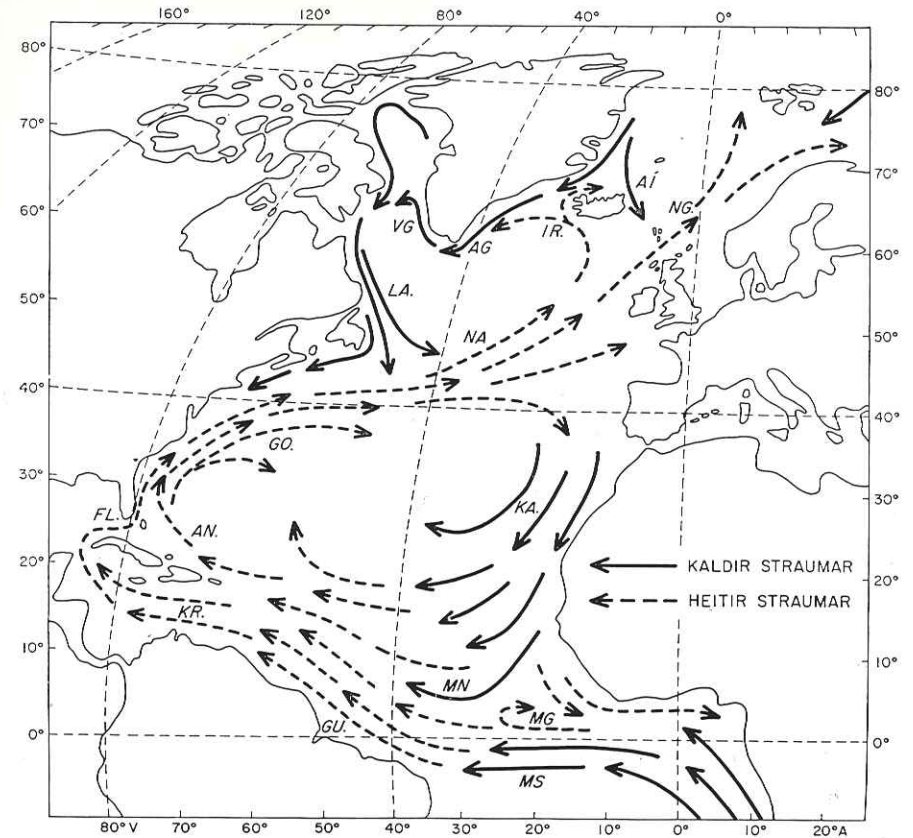 160° 120° 80° 40° 0°
80°
80°
70°
70°
AI
NG.
60°
VG
AG
IR.
60°
LA.
50°
50°
NA
40°
40°
GO.
30°
30°
FL.
AN.
KA.
20°
KALDIR STRAUMAR
20°
HEITIR STRAUMAR
KR.
10°
10°
MN
MG
GU.
0°
0°
MS
80° V 70° 60° 50° 40° 30° 20° 10° 0° 10° 20° A